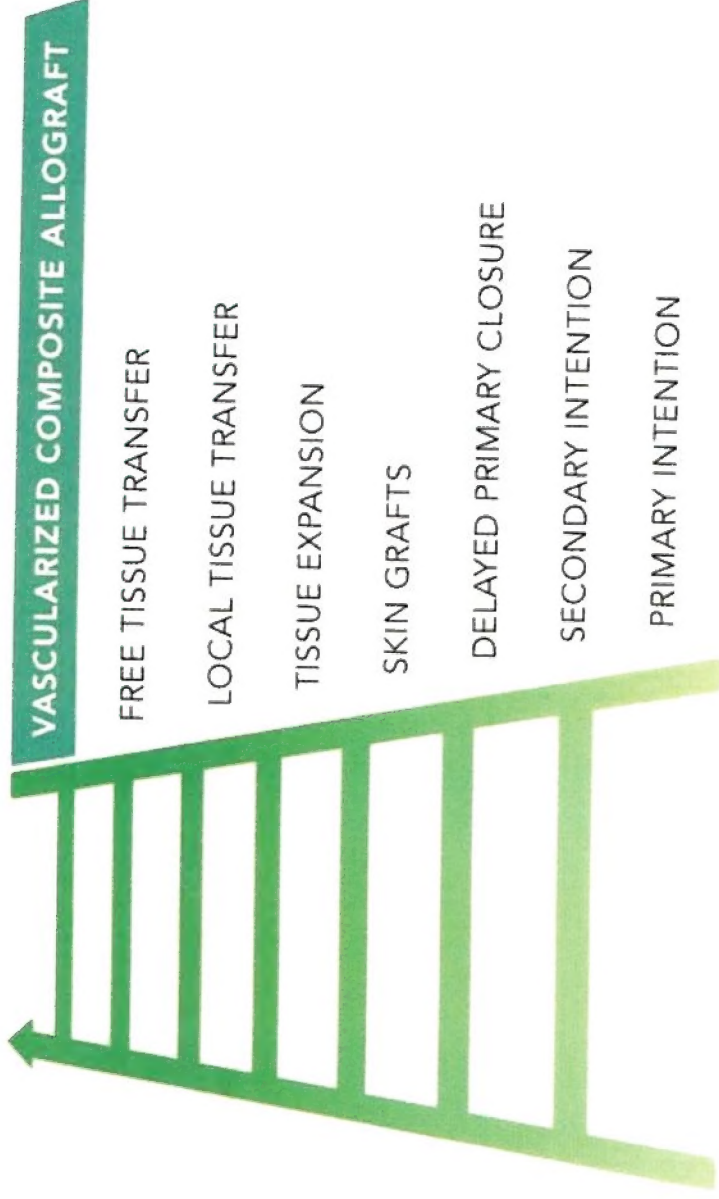 VASCULARIZED COMPOSITE ALLOGRAFT
FREE TISSUE TRANSFER
LOCAL TISSUE TRANSFER
TISSUE EXPANSION
SKIN GRAFTS
DELAYED PRIMARY CLOSURE
SECONDARY INTENTION
PRIMARY INTENTION